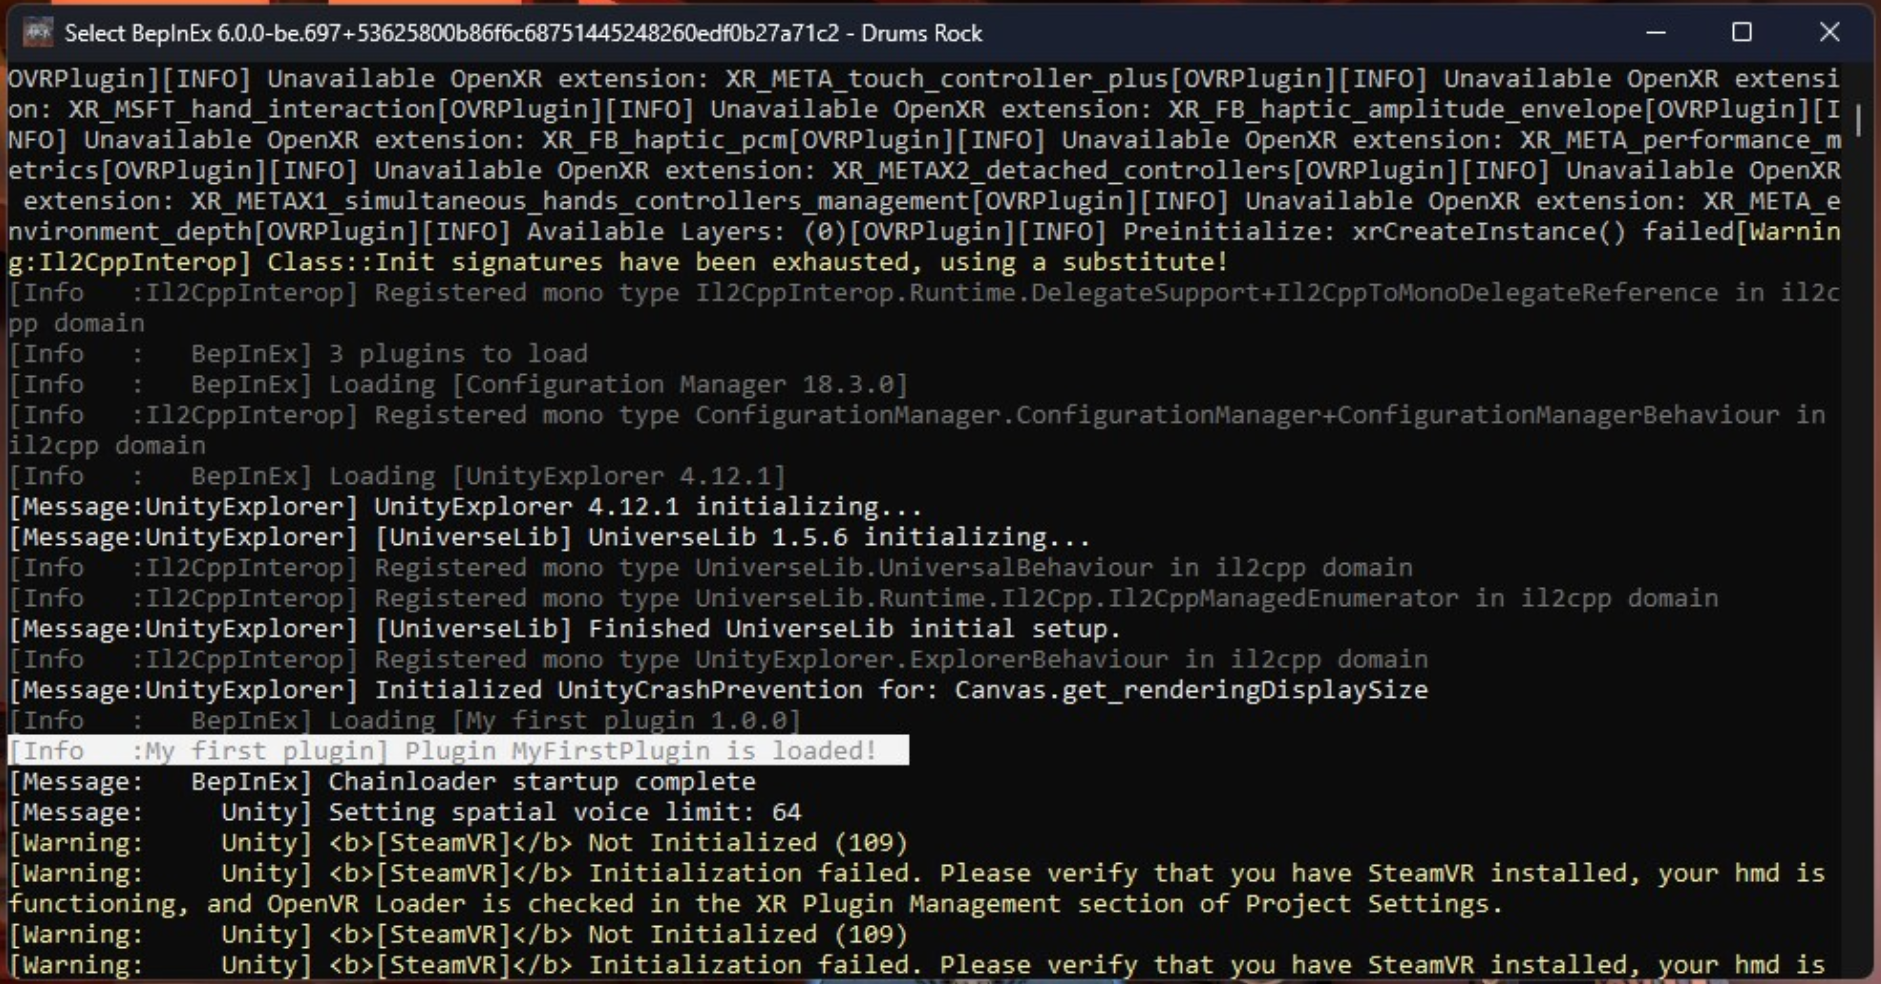 Select BepInEx 6.0.0-be.697+53625800b86f6c68751445248260edf0b27a71c2 - Drums Rock
OVRPlugin][INFO] Unavailable OpenXR extension: XR_META_touch_controller_plus[OVRPlugin][INFO] Unavailable OpenXR extensi
on: XR_MSFT_hand_interaction[OVRPlugin][INFO] Unavailable OpenXR extension: XR_FB_haptic_amplitude_envelope[OVRPlugin][I
NFO] Unavailable OpenXR extension: XR_FB_haptic_pcm[OVRPlugin][INFO] Unavailable OpenXR extension: XR_META_performance_m
etrics[OVRPlugin][INFO] Unavailable OpenXR extension: XR_METAX2_detached_controllers[OVRPlugin][INFO] Unavailable OpenXR
 extension: XR_METAX1_simultaneous_hands_controllers_management[OVRPlugin][INFO] Unavailable OpenXR extension: XR_META_e
nvironment_depth[OVRPlugin][INFO] Available Layers: (0)[OVRPlugin][INFO] Preinitialize: xrCreateInstance() failed[Warnin
g:Il2CppInterop] Class::Init signatures have been exhausted, using a substitute!
[Info   :Il2CppInterop] Registered mono type Il2CppInterop.Runtime.DelegateSupport+Il2CppToMonoDelegateReference in il2c
pp domain
[Info   :   BepInEx] 3 plugins to load
[Info   :   BepInEx] Loading [Configuration Manager 18.3.0]
[Info   :Il2CppInterop] Registered mono type ConfigurationManager.ConfigurationManager+ConfigurationManagerBehaviour in
il2cpp domain
[Info   :   BepInEx] Loading [UnityExplorer 4.12.1]
[Message:UnityExplorer] UnityExplorer 4.12.1 initializing...
[Message:UnityExplorer] [UniverseLib] UniverseLib 1.5.6 initializing...
[Info   :Il2CppInterop] Registered mono type UniverseLib.UniversalBehaviour in il2cpp domain
[Info   :Il2CppInterop] Registered mono type UniverseLib.Runtime.Il2Cpp.Il2CppManagedEnumerator in il2cpp domain
[Message:UnityExplorer] [UniverseLib] Finished UniverseLib initial setup.
[Info   :Il2CppInterop] Registered mono type UnityExplorer.ExplorerBehaviour in il2cpp domain
[Message:UnityExplorer] Initialized UnityCrashPrevention for: Canvas.get_renderingDisplaySize
[Info   :   BepInEx] Loading [My first plugin 1.0.0]
[Info   :My first plugin] Plugin MyFirstPlugin is loaded!
[Message:   BepInEx] Chainloader startup complete
[Message:     Unity] Setting spatial voice limit: 64
[Warning:     Unity] <b>[SteamVR]</b> Not Initialized (109)
[Warning:     Unity] <b>[SteamVR]</b> Initialization failed. Please verify that you have SteamVR installed, your hmd is
functioning, and OpenVR Loader is checked in the XR Plugin Management section of Project Settings.
[Warning:     Unity] <b>[SteamVR]</b> Not Initialized (109)
[Warning:     Unity] <b>[SteamVR]</b> Initialization failed. Please verify that you have SteamVR installed, your hmd is